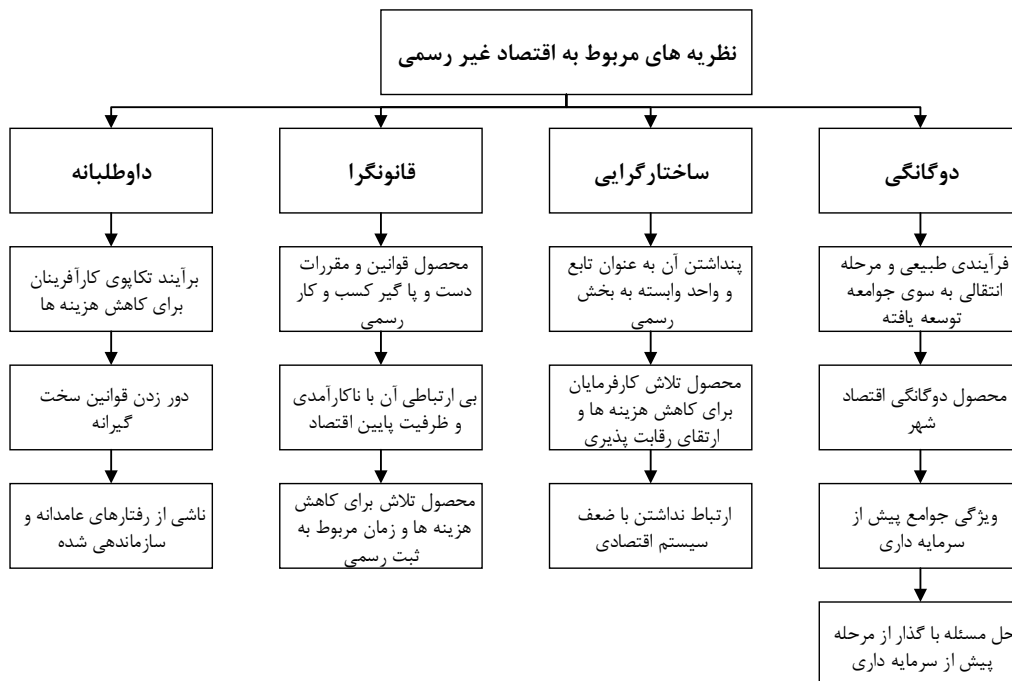 نظریه های مربوط به اقتصاد غیر رسمی
دوگانگی
ساختارگرایی
قانونگرا
داوطلبانه
فرآیندی طبیعی و مرحله
انتقالی به سوی جوامعه
توسعه یافته
پنداشتن آن به عنوان تابع
و واحد وابسته به بخش
رسمی
محصول قوانین و مقررات
دست و پا گیر کسب و کار
رسمی
برآیند تکاپوی کارآفرینان
برای کاهش هزینه ها
محصول دوگانگی اقتصاد
شهر
محصول تلاش کارفرمایان
برای کاهش هزینه ها و
ارتقای رقابت پذیری
بی ارتباطی آن با ناکارآمدی
و ظرفیت پایین اقتصاد
دور زدن قوانین سخت
گیرانه
ویژگی جوامع پیش از
سرمایه داری
ارتباط نداشتن با ضعف
سیستم اقتصادی
محصول تلاش برای کاهش
هزینه ها و زمان مربوط به
ثبت رسمی
ناشی از رفتارهای عامدانه و
سازماندهی شده
حل مسئله با گذار از مرحله
پیش از سرمایه داری